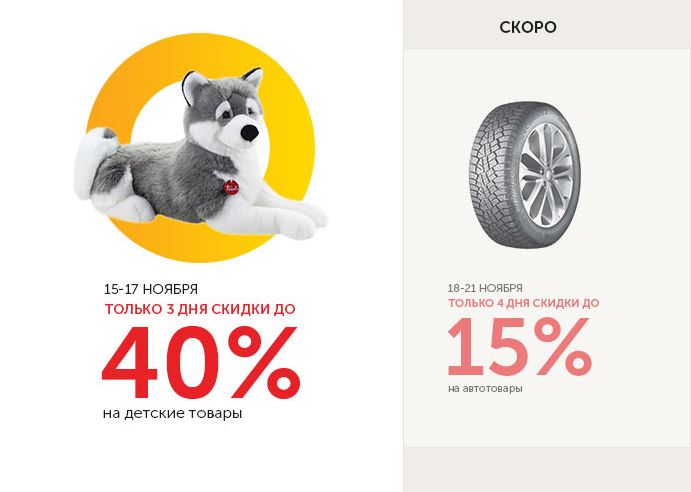 15-17 НОЯБРЯ
ТОЛЬКО 3 ДНЯ СКИДКИ ДО
40%
на детские товары
СКОРО
18-21 НОЯБРЯ
ТОЛЬКО 4 ДНЯ СКИДКИ ДО
15%
на автотовары